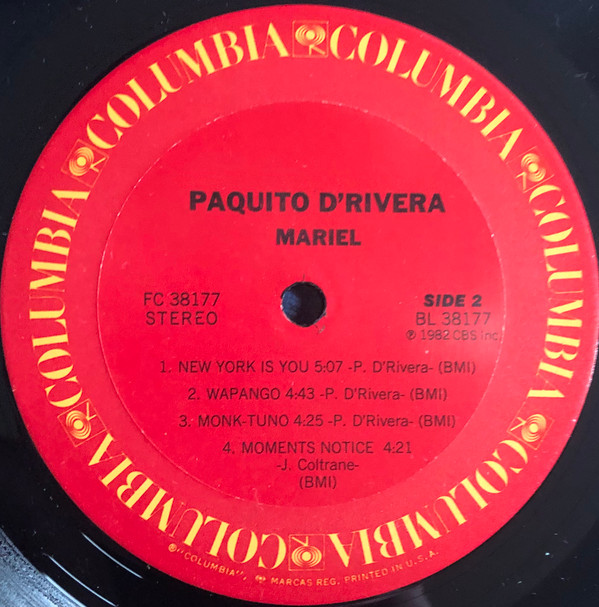 COLUMBIA COLUMBIA COLUMBIA COLUMBIA COLUMBIA COLUMBIA COLUMBIA COLUMBIA
PAQUITO D'RIVERA
MARIEL
FC 38177
STEREO
SIDE 2
BL 38177
℗ 1982 CBS Inc.
1. NEW YORK IS YOU 5:07 -P. D'Rivera- (BMI)
2. WAPANGO 4:43 -P. D'Rivera- (BMI)
3. MONK-TUNO 4:25 -P. D'Rivera- (BMI)
4. MOMENTS NOTICE 4:21
-J. Coltrane-
(BMI)
®"COLUMBIA", MARCAS REG. PRINTED IN U.S.A.